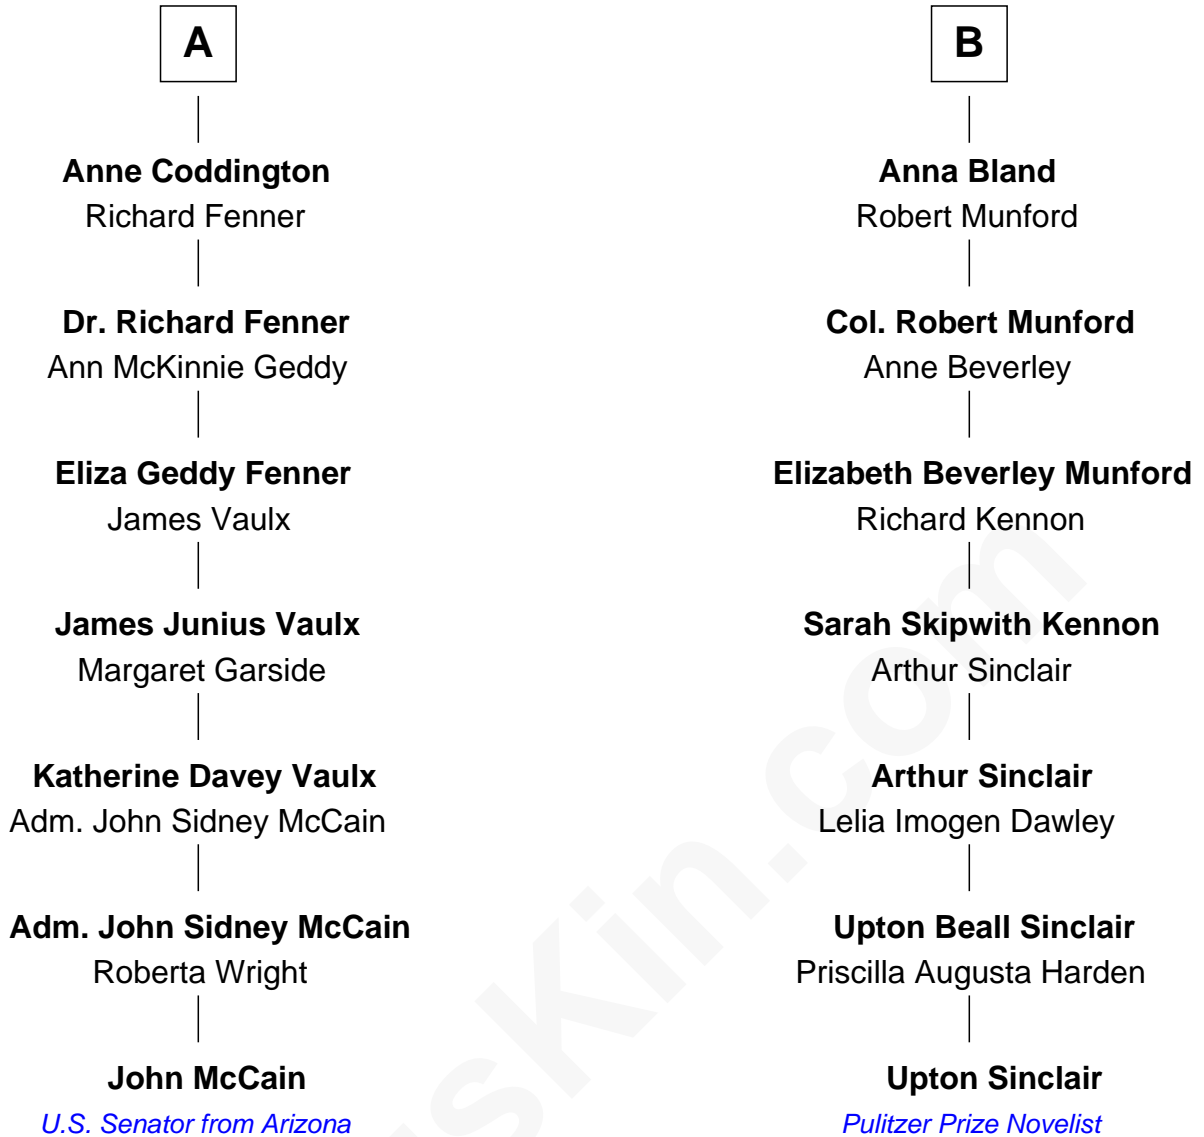 A
Anne Coddington
Richard Fenner
Dr. Richard Fenner
Ann McKinnie Geddy
Eliza Geddy Fenner
James Vaulx
James Junius Vaulx
Margaret Garside
Katherine Davey Vaulx
Adm. John Sidney McCain
Adm. John Sidney McCain
Roberta Wright
John McCain
U.S. Senator from Arizona
B
Anna Bland
Robert Munford
Col. Robert Munford
Anne Beverley
Elizabeth Beverley Munford
Richard Kennon
Sarah Skipwith Kennon
Arthur Sinclair
Arthur Sinclair
Lelia Imogen Dawley
Upton Beall Sinclair
Priscilla Augusta Harden
Upton Sinclair
Pulitzer Prize Novelist
sKin.com